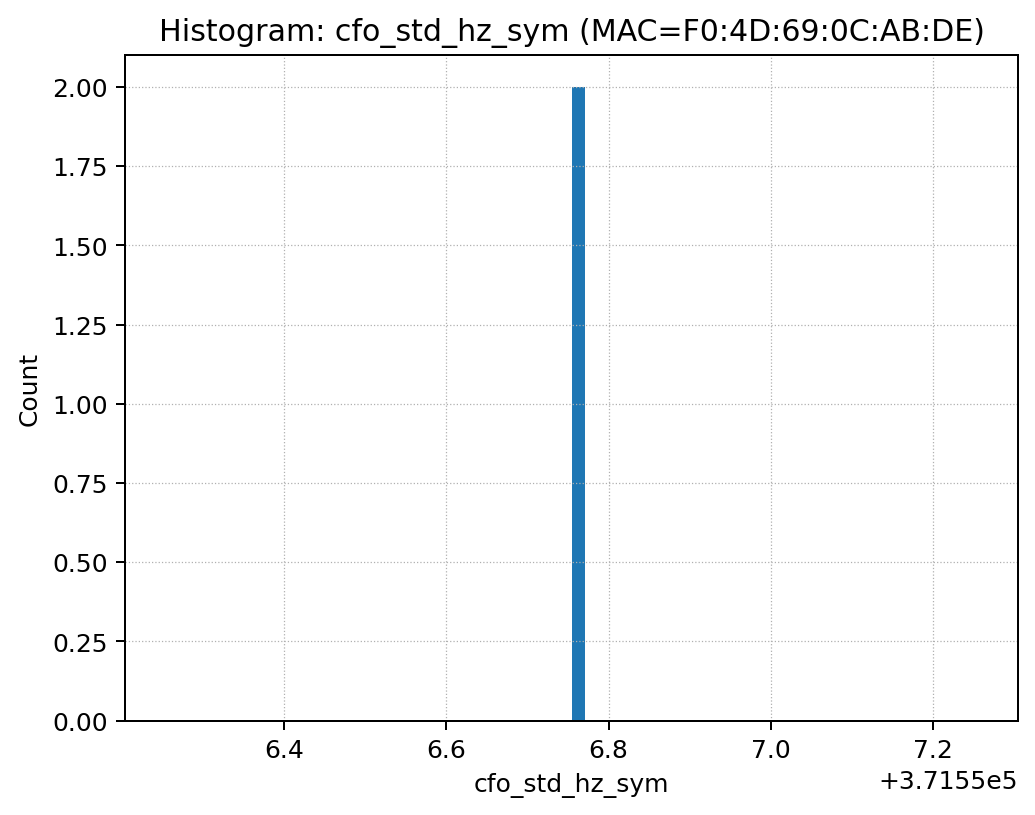 Histogram: cfo_std_hz_sym (MAC=F0:4D:69:0C:AB:DE)
2.00
1.75
1.50
1.25
1.00
0.75
0.50
0.25
0.00
Count
6.4 6.6 6.8 7.0 7.2
cfo_std_hz_sym
+3.7155e5